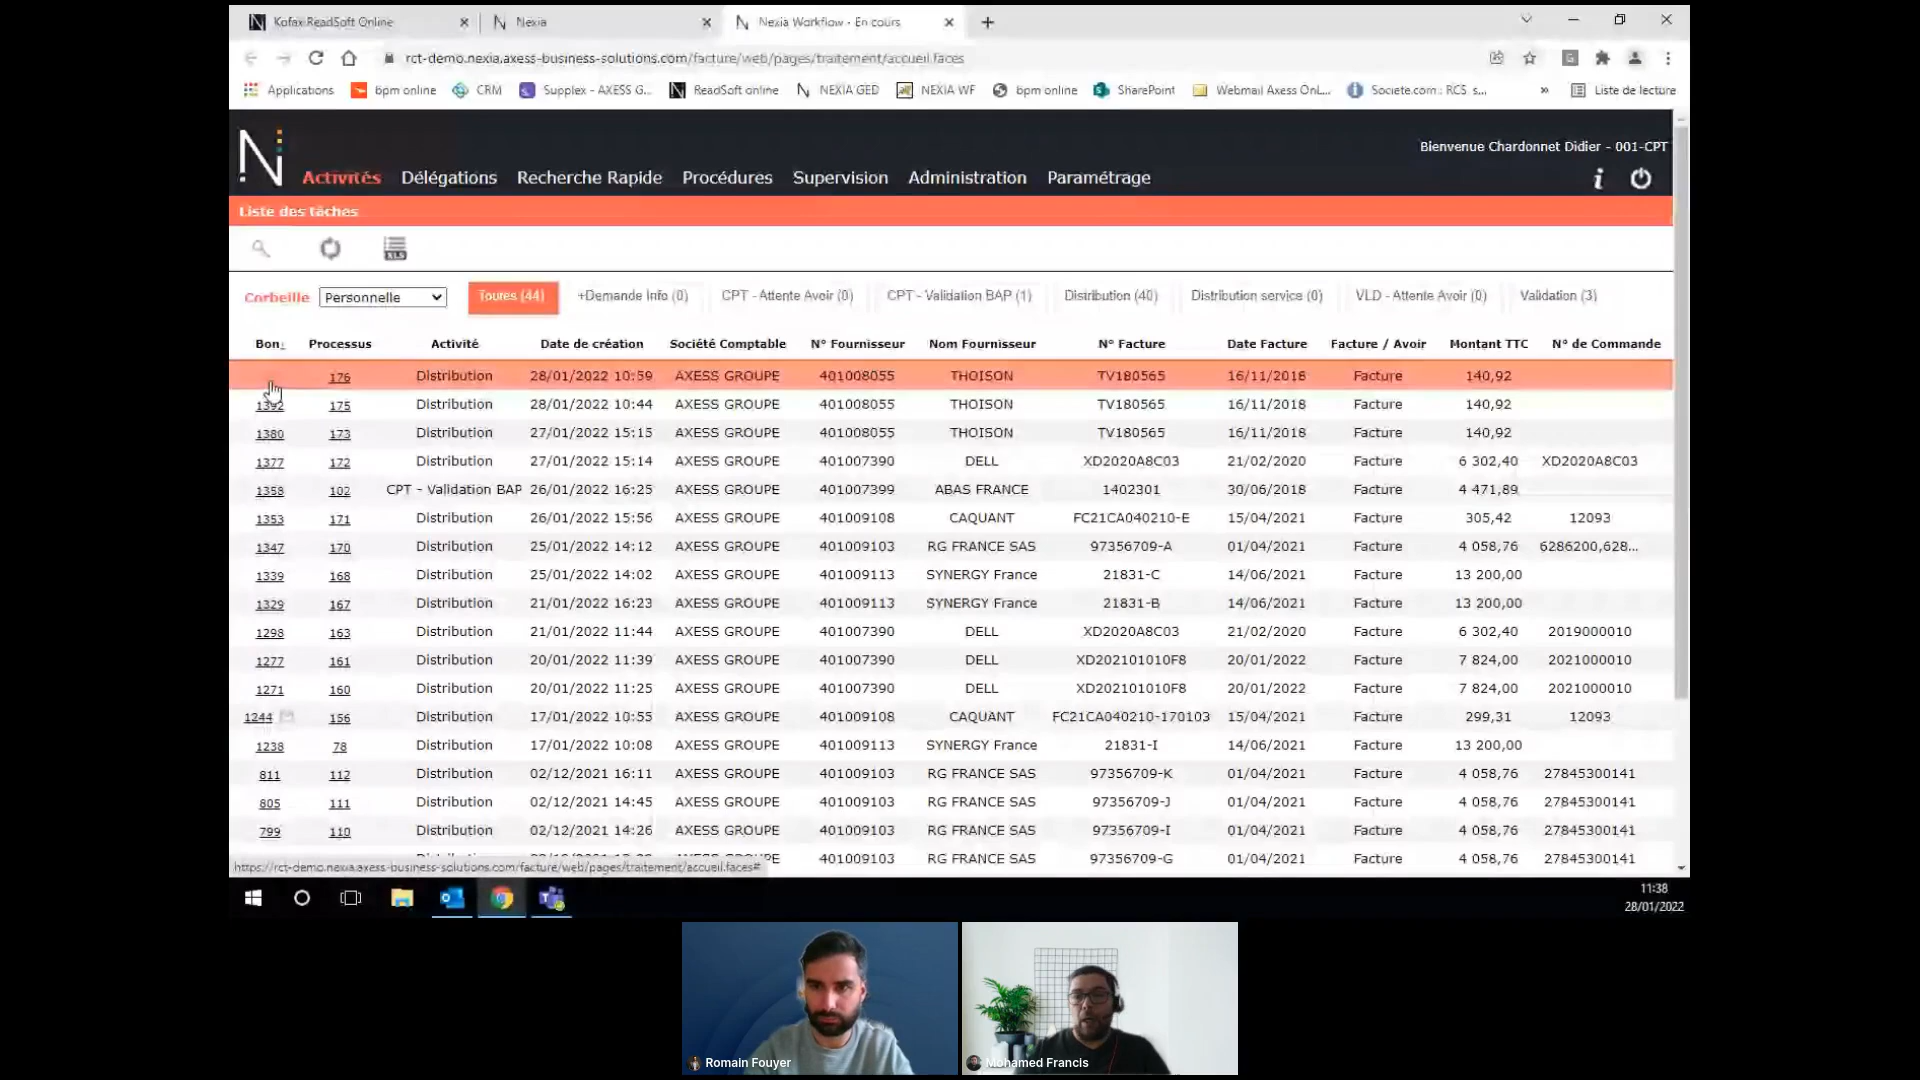 Kofax ReadSoft Online
Nexia
Nexia Workflow - En cours
rct-demo.nexia.axess-business-solutions.com/facture/web/pages/traitement/accueil.faces
Applications bpm online CRM Supplex - AXESS G... ReadSoft online NEXIA GED NEXIA WF bpm online SharePoint Webmail Axess OnL... Societe.com : RCS s... » Liste de lecture
Bienvenue Chardonnet Didier - 001-CPT
Activités Délégations Recherche Rapide Procédures Supervision Administration Paramétrage
Liste des tâches
XLS
Corbeille Personnelle Toutes (44) +Demande Info (0) CPT - Attente Avoir (0) CPT - Validation BAP (1) Distribution (40) Distribution service (0) VLD - Attente Avoir (0) Validation (3)
Bon Processus Activité Date de création Société Comptable N° Fournisseur Nom Fournisseur N° Facture Date Facture Facture / Avoir Montant TTC N° de Commande
176 Distribution 28/01/2022 10:59 AXESS GROUPE 401008055 THOISON TV180565 16/11/2018 Facture 140,92
1392 175 Distribution 28/01/2022 10:44 AXESS GROUPE 401008055 THOISON TV180565 16/11/2018 Facture 140,92
1380 173 Distribution 27/01/2022 15:15 AXESS GROUPE 401008055 THOISON TV180565 16/11/2018 Facture 140,92
1377 172 Distribution 27/01/2022 15:14 AXESS GROUPE 401007390 DELL XD2020A8C03 21/02/2020 Facture 6 302,40 XD2020A8C03
1358 102 CPT - Validation BAP 26/01/2022 16:25 AXESS GROUPE 401007399 ABAS FRANCE 1402301 30/06/2018 Facture 4 471,89
1353 171 Distribution 26/01/2022 15:56 AXESS GROUPE 401009108 CAQUANT FC21CA040210-E 15/04/2021 Facture 305,42 12093
1347 170 Distribution 25/01/2022 14:12 AXESS GROUPE 401009103 RG FRANCE SAS 97356709-A 01/04/2021 Facture 4 058,76 6286200,628...
1339 168 Distribution 25/01/2022 14:02 AXESS GROUPE 401009113 SYNERGY France 21831-C 14/06/2021 Facture 13 200,00
1329 167 Distribution 21/01/2022 16:23 AXESS GROUPE 401009113 SYNERGY France 21831-B 14/06/2021 Facture 13 200,00
1298 163 Distribution 21/01/2022 11:44 AXESS GROUPE 401007390 DELL XD2020A8C03 21/02/2020 Facture 6 302,40 2019000010
1277 161 Distribution 20/01/2022 11:39 AXESS GROUPE 401007390 DELL XD202101010F8 20/01/2022 Facture 7 824,00 2021000010
1271 160 Distribution 20/01/2022 11:25 AXESS GROUPE 401007390 DELL XD202101010F8 20/01/2022 Facture 7 824,00 2021000010
1244 156 Distribution 17/01/2022 10:55 AXESS GROUPE 401009108 CAQUANT FC21CA040210-170103 15/04/2021 Facture 299,31 12093
1238 78 Distribution 17/01/2022 10:08 AXESS GROUPE 401009113 SYNERGY France 21831-I 14/06/2021 Facture 13 200,00
811 112 Distribution 02/12/2021 16:11 AXESS GROUPE 401009103 RG FRANCE SAS 97356709-K 01/04/2021 Facture 4 058,76 27845300141
805 111 Distribution 02/12/2021 14:45 AXESS GROUPE 401009103 RG FRANCE SAS 97356709-J 01/04/2021 Facture 4 058,76 27845300141
799 110 Distribution 02/12/2021 14:26 AXESS GROUPE 401009103 RG FRANCE SAS 97356709-I 01/04/2021 Facture 4 058,76 27845300141
401009103 RG FRANCE SAS 97356709-G 01/04/2021 Facture 4 058,76 27845300141
https://rct-demo.nexia.axess-business-solutions.com/facture/web/pages/traitement/accueil.faces#
11:38
28/01/2022
Romain Fouyer
Mohamed Francis